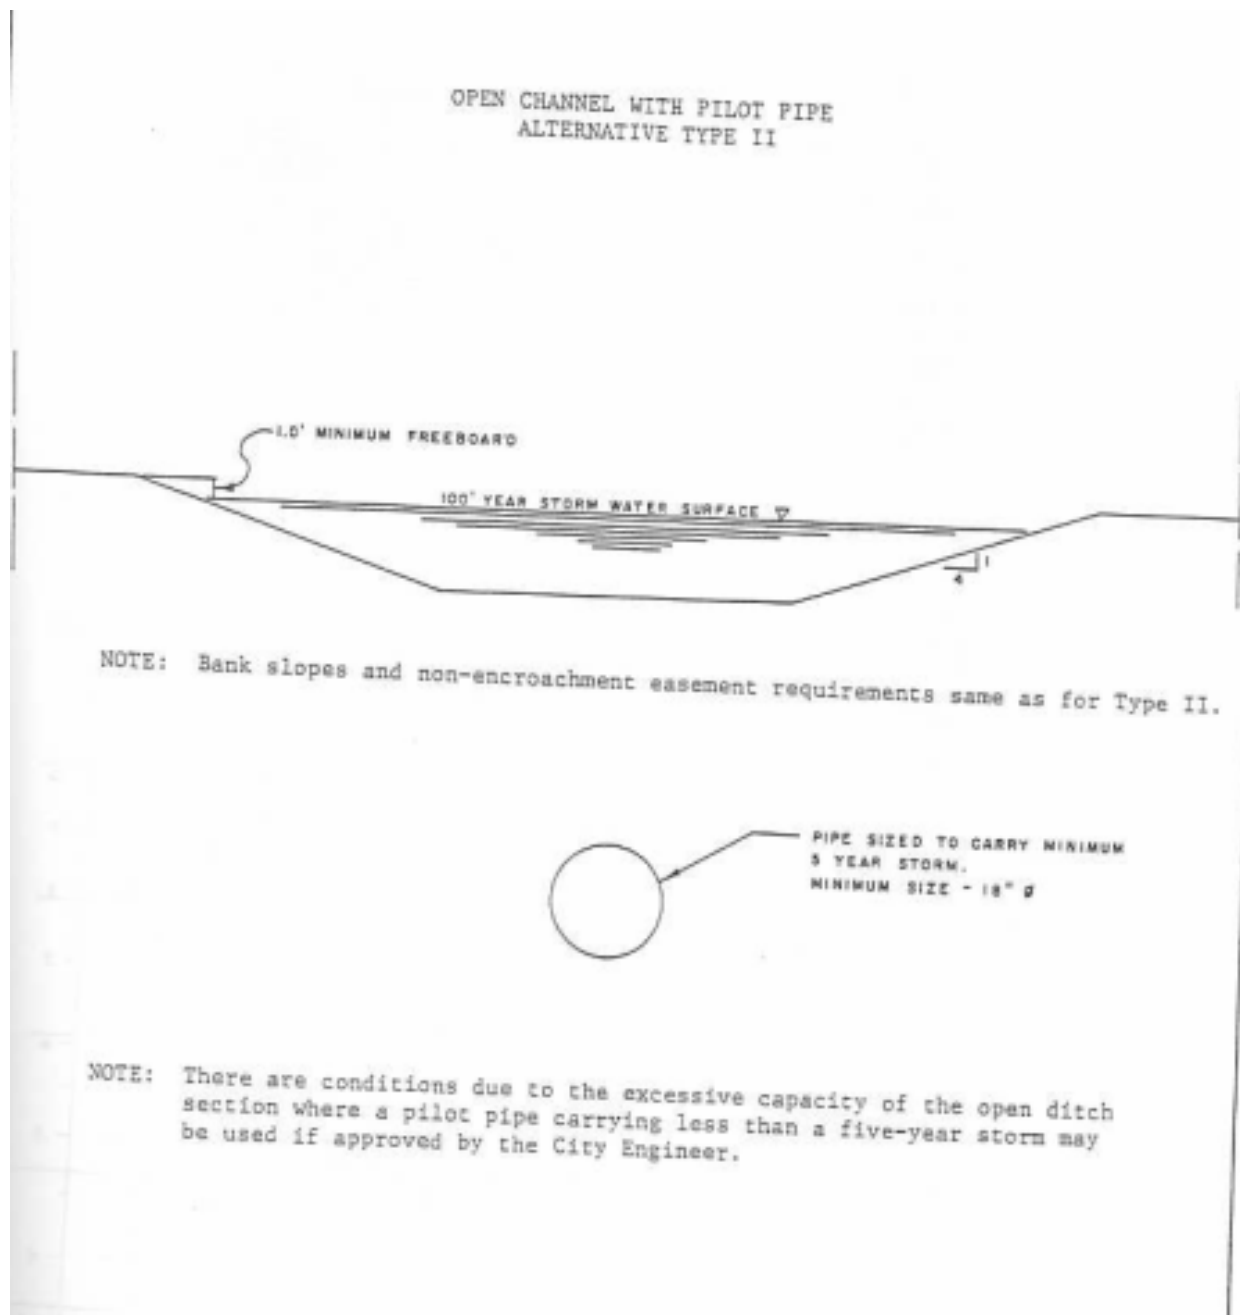 OPEN CHANNEL WITH PILOT PIPE
ALTERNATIVE TYPE II
1.0' MINIMUM FREEBOARD
100' YEAR STORM WATER SURFACE
1
4
NOTE: Bank slopes and non-encroachment easement requirements same as for Type II.
PIPE SIZED TO CARRY MINIMUM
5 YEAR STORM.
MINIMUM SIZE - 18" ø
NOTE: There are conditions due to the excessive capacity of the open ditch
section where a pilot pipe carrying less than a five-year storm may
be used if approved by the City Engineer.